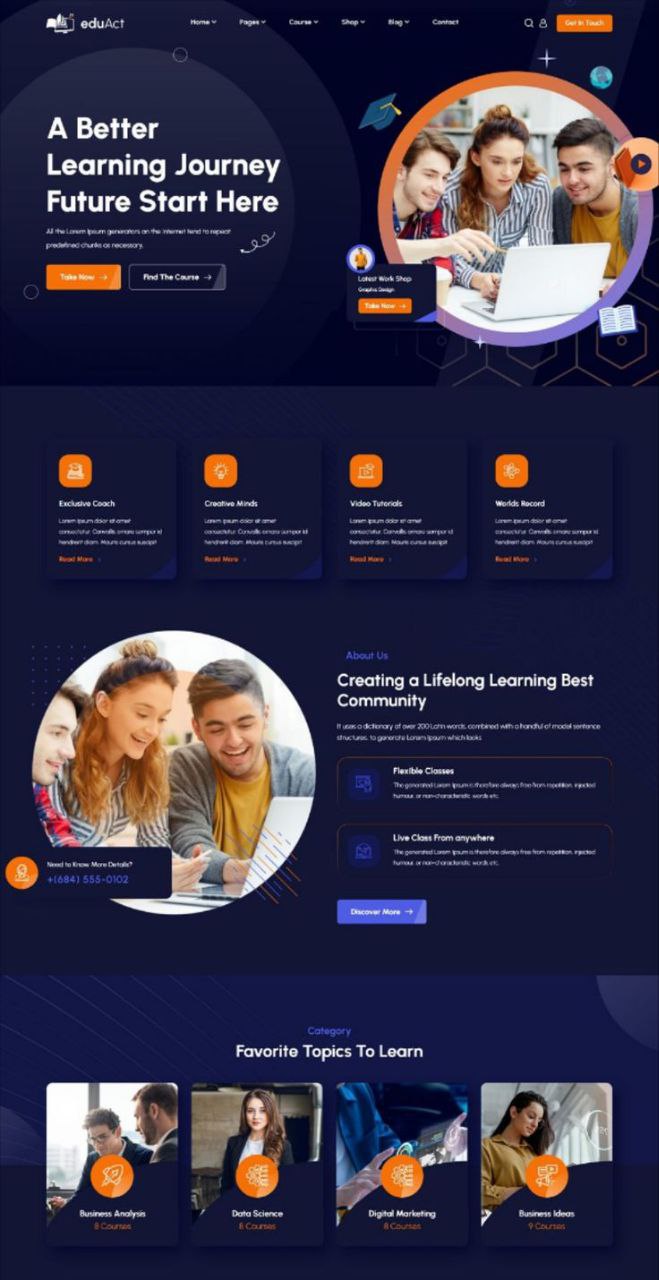 eduAct
Home
Pages
Course
Shop
Blog
Contact
Get In Touch
A Better
Learning Journey
Future Start Here
All the Lorem Ipsum generators on the Internet tend to repeat
predefined chunks as necessary.
Take Now
Find The Course
Latest Work Shop
Graphic Design
Take Now
Exclusive Coach
Lorem ipsum dolor sit amet
consectetur. Convallis ornare semper id
hendrerit diam. Mauris cursus suscipit
Read More
Creative Minds
Lorem ipsum dolor sit amet
consectetur. Convallis ornare semper id
hendrerit diam. Mauris cursus suscipit
Read More
Video Tutorials
Lorem ipsum dolor sit amet
consectetur. Convallis ornare semper id
hendrerit diam. Mauris cursus suscipit
Read More
Worlds Record
Lorem ipsum dolor sit amet
consectetur. Convallis ornare semper id
hendrerit diam. Mauris cursus suscipit
Read More
About Us
Creating a Lifelong Learning Best
Community
It uses a dictionary of over 200 Latin words, combined with a handful of model sentence
structures, to generate Lorem Ipsum which looks
Flexible Classes
The generated Lorem Ipsum is therefore always free from repetition, injected
humour, or non-characteristic words etc.
Live Class From anywhere
The generated Lorem Ipsum is therefore always free from repetition, injected
humour, or non-characteristic words etc.
Need to Know More Details?
+(684) 555-0102
Discover More
Category
Favorite Topics To Learn
Business Analysis
8 Courses
Data Science
8 Courses
Digital Marketing
8 Courses
Business Ideas
9 Courses